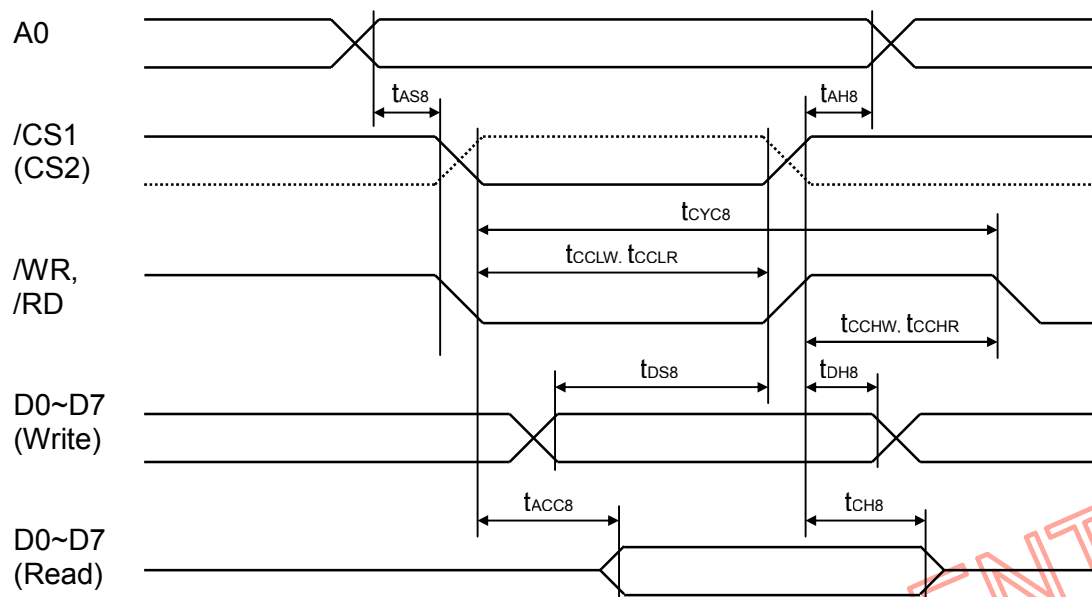 A0
tAS8
tAH8
/CS1
(CS2)
tCYC8
tCCLW. tCCLR
/WR,
/RD
tCCHW. tCCHR
tDS8
tDH8
D0~D7
(Write)
tACC8
tCH8
D0~D7
(Read)
ENT